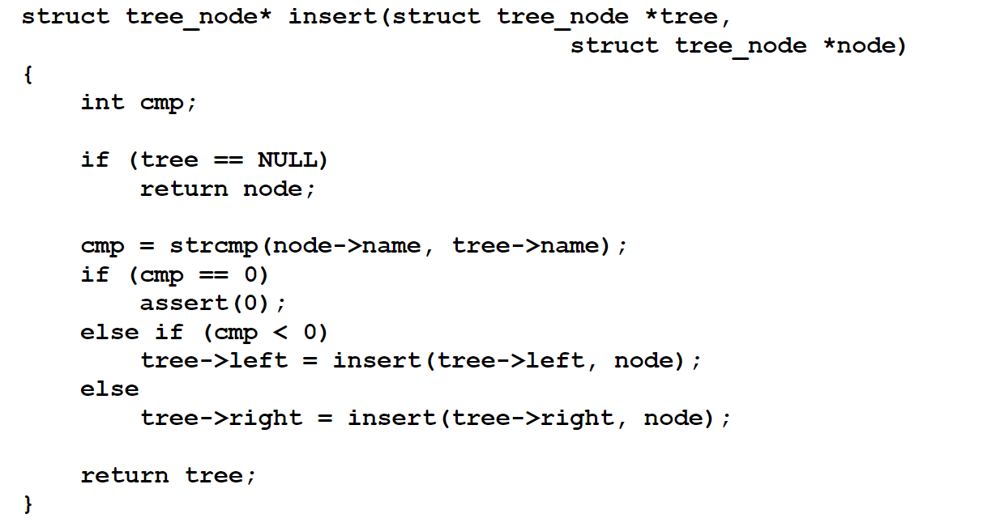 struct tree_node* insert(struct tree_node *tree,
                                     struct tree_node *node)
{
    int cmp;

    if (tree == NULL)
        return node;

    cmp = strcmp(node->name, tree->name);
    if (cmp == 0)
        assert(0);
    else if (cmp < 0)
        tree->left = insert(tree->left, node);
    else
        tree->right = insert(tree->right, node);

    return tree;
}